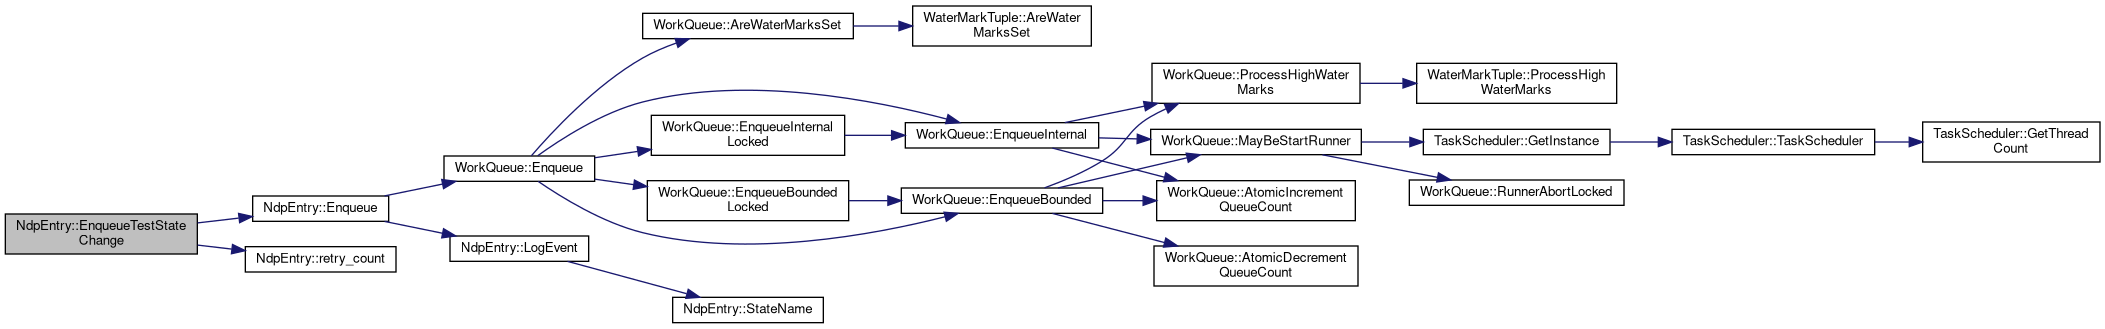 NdpEntry::EnqueueTestState
Change
NdpEntry::Enqueue
NdpEntry::retry_count
WorkQueue::Enqueue
NdpEntry::LogEvent
WorkQueue::AreWaterMarksSet
WorkQueue::EnqueueInternal
Locked
WorkQueue::EnqueueBounded
Locked
NdpEntry::StateName
WaterMarkTuple::AreWater
MarksSet
WorkQueue::EnqueueInternal
WorkQueue::EnqueueBounded
WorkQueue::ProcessHighWater
Marks
WorkQueue::MayBeStartRunner
WorkQueue::AtomicIncrement
QueueCount
WorkQueue::AtomicDecrement
QueueCount
WaterMarkTuple::ProcessHigh
WaterMarks
TaskScheduler::GetInstance
WorkQueue::RunnerAbortLocked
TaskScheduler::TaskScheduler
TaskScheduler::GetThread
Count